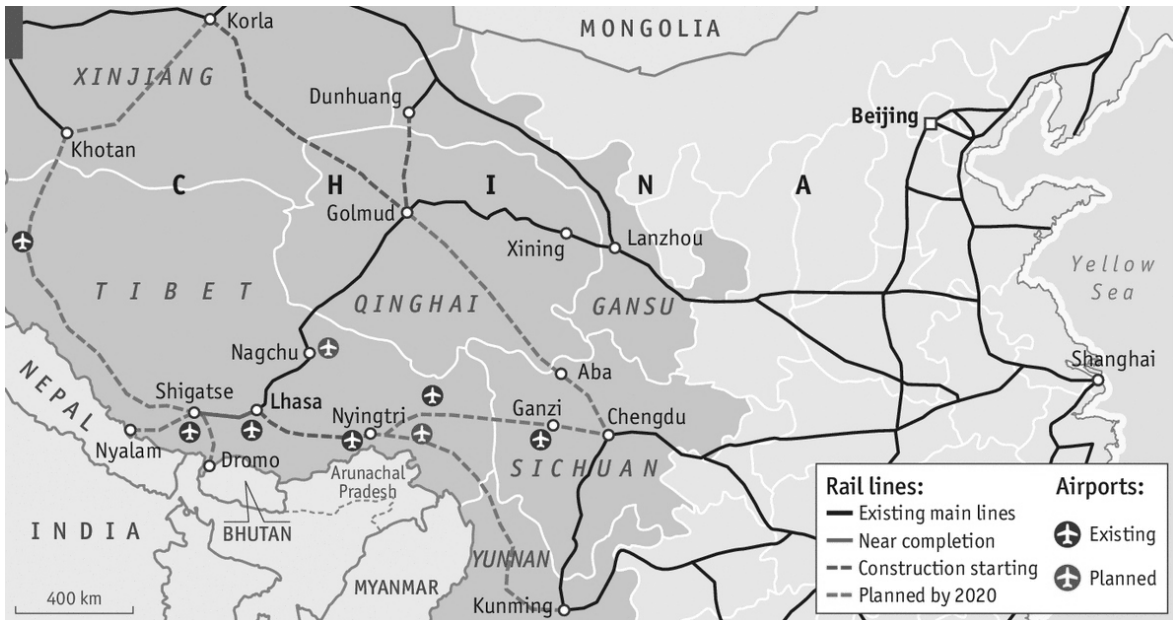 Korla
MONGOLIA
XINJIANG
Dunhuang
Beijing
Khotan
C H I N A
Golmud
Xining
Lanzhou
Yellow
Sea
TIBET
QINGHAI
GANSU
Nagchu
Shanghai
NEPAL
Aba
Shigatse
Lhasa
Nyingtri
Ganzi
Chengdu
Nyalam
Dromo
Arunachal
Pradesh
SICHUAN
INDIA
BHUTAN
YUNNAN
MYANMAR
Kunming
400 km
Rail lines:
Existing main lines
Near completion
Construction starting
Planned by 2020
Airports:
Existing
Planned